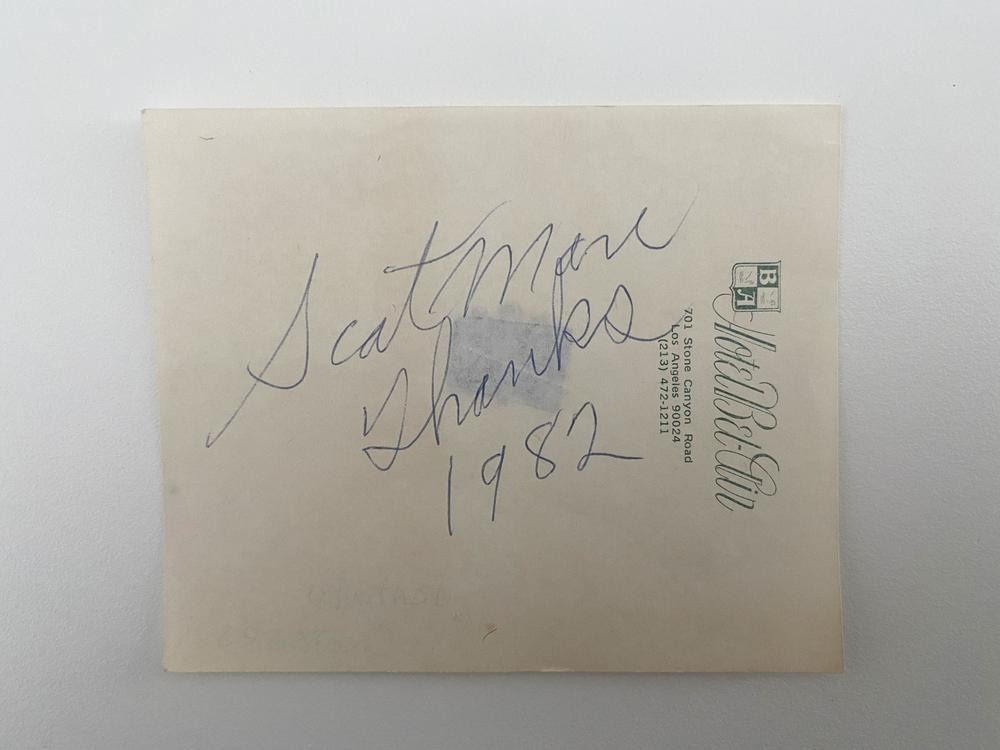 Scat Man
Thanks
1982
BA
Hotel Bel-Air
701 Stone Canyon Road
Los Angeles 90024
(213) 472-1211